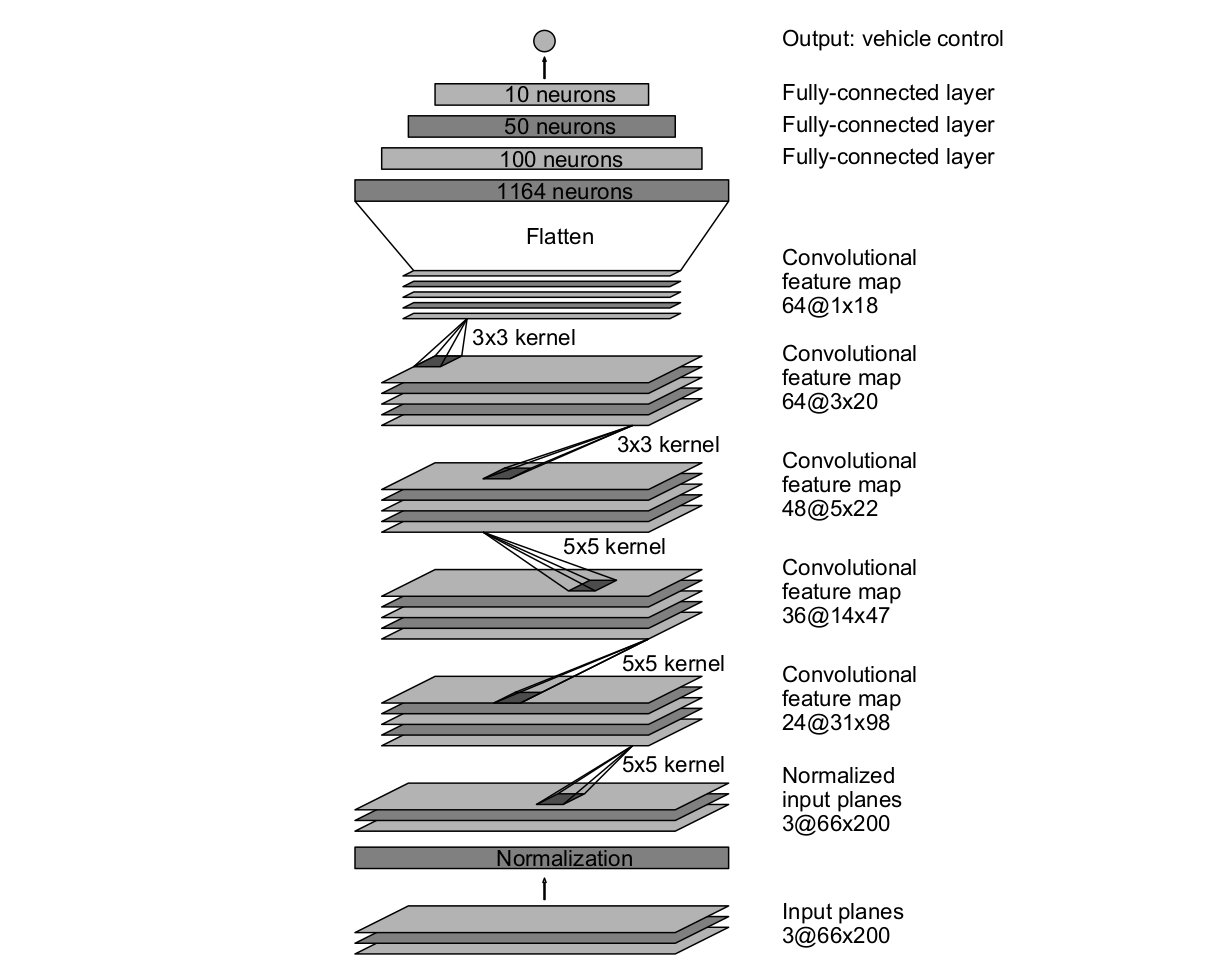 Output: vehicle control
10 neurons
Fully-connected layer
50 neurons
Fully-connected layer
100 neurons
Fully-connected layer
1164 neurons
Flatten
Convolutional
feature map
64@1x18
3x3 kernel
Convolutional
feature map
64@3x20
3x3 kernel
Convolutional
feature map
48@5x22
5x5 kernel
Convolutional
feature map
36@14x47
5x5 kernel
Convolutional
feature map
24@31x98
5x5 kernel
Normalized
input planes
3@66x200
Normalization
Input planes
3@66x200